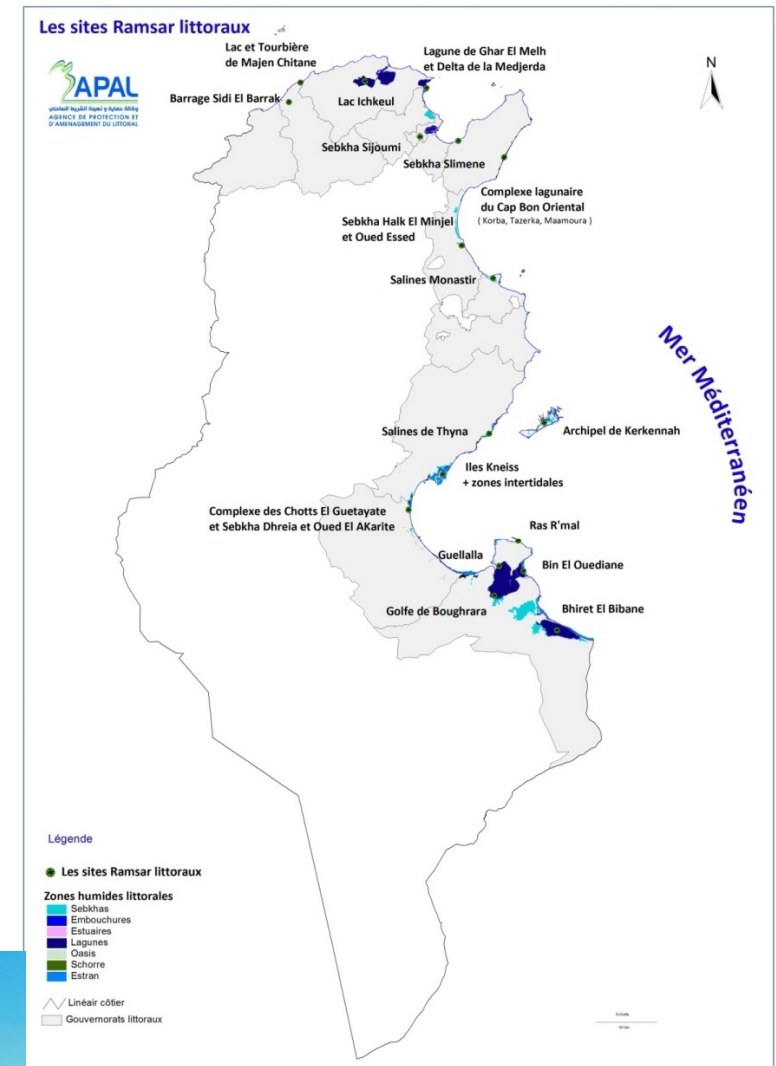 Les sites Ramsar littoraux
APAL
وكالة حماية و تهيئة الشريط الساحلي
AGENCE DE PROTECTION ET
D'AMENAGEMENT DU LITTORAL
Lac et Tourbière
de Majen Chitane
Lagune de Ghar El Melh
et Delta de la Medjerda
N
Barrage Sidi El Barrak
Lac Ichkeul
Sebkha Sijoumi
Sebkha Slimene
Complexe lagunaire
du Cap Bon Oriental
( Korba, Tazerka, Maamoura )
Sebkha Halk El Minjel
et Oued Essed
Salines Monastir
Mer Méditerranéen
Salines de Thyna
Archipel de Kerkennah
Iles Kneiss
+ zones intertidales
Complexe des Chotts El Guetayate
et Sebkha Dhreia et Oued El AKarite
Ras R'mal
Guellalla
Bin El Ouediane
Golfe de Boughrara
Bhiret El Bibane
Légende
Les sites Ramsar littoraux
Zones humides littorales
Sebkhas
Embouchures
Estuaires
Lagunes
Oasis
Schorre
Estran
Linéair côtier
Gouvernorats littoraux